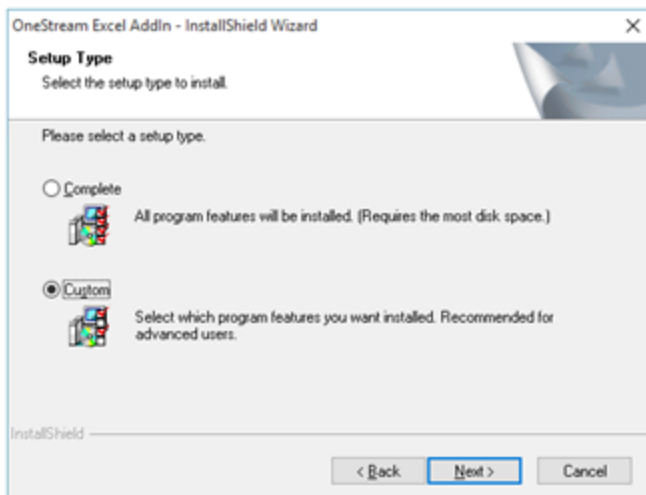 OneStream Excel AddIn - InstallShield Wizard
Setup Type
Select the setup type to install.
Please select a setup type.
Complete
All program features will be installed. (Requires the most disk space.)
Custom
Select which program features you want installed. Recommended for
advanced users.
InstallShield
< Back Next > Cancel